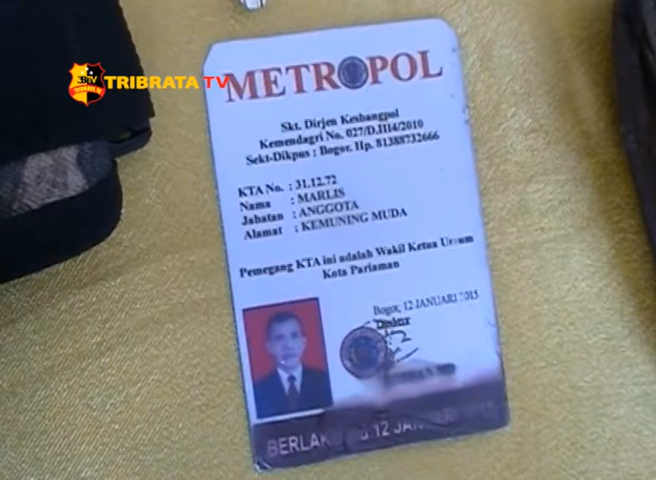 TRIBRATA TV
METROPOL
Skt. Dirjen Kesbangpol
Kemendagri No. 027/D.III4/2010
Sekt-Dikpus : Bogor. Hp. 81388732666
KTA No. : 31.12.72
Nama : MARLIS
Jabatan : ANGGOTA
Alamat : KEMUNING MUDA
Pemegang KTA ini adalah Wakil Ketua Umum
Kota Pariaman
Bogor, 12 JANUARI 2015
12